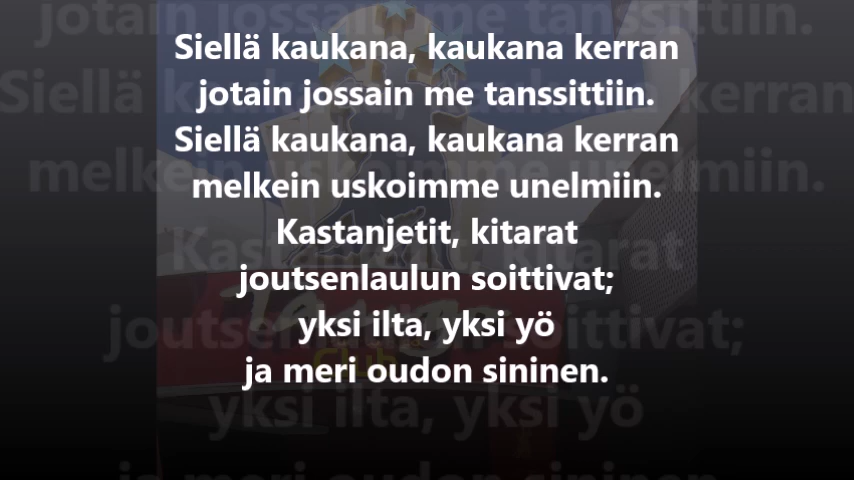 Siellä kaukana, kaukana kerran
jotain jossain me tanssittiin.
Siellä kaukana, kaukana kerran
melkein uskoimme unelmiin.
Kastanjetit, kitarat
joutsenlaulun soittivat;
yksi ilta, yksi yö
ja meri oudon sininen.